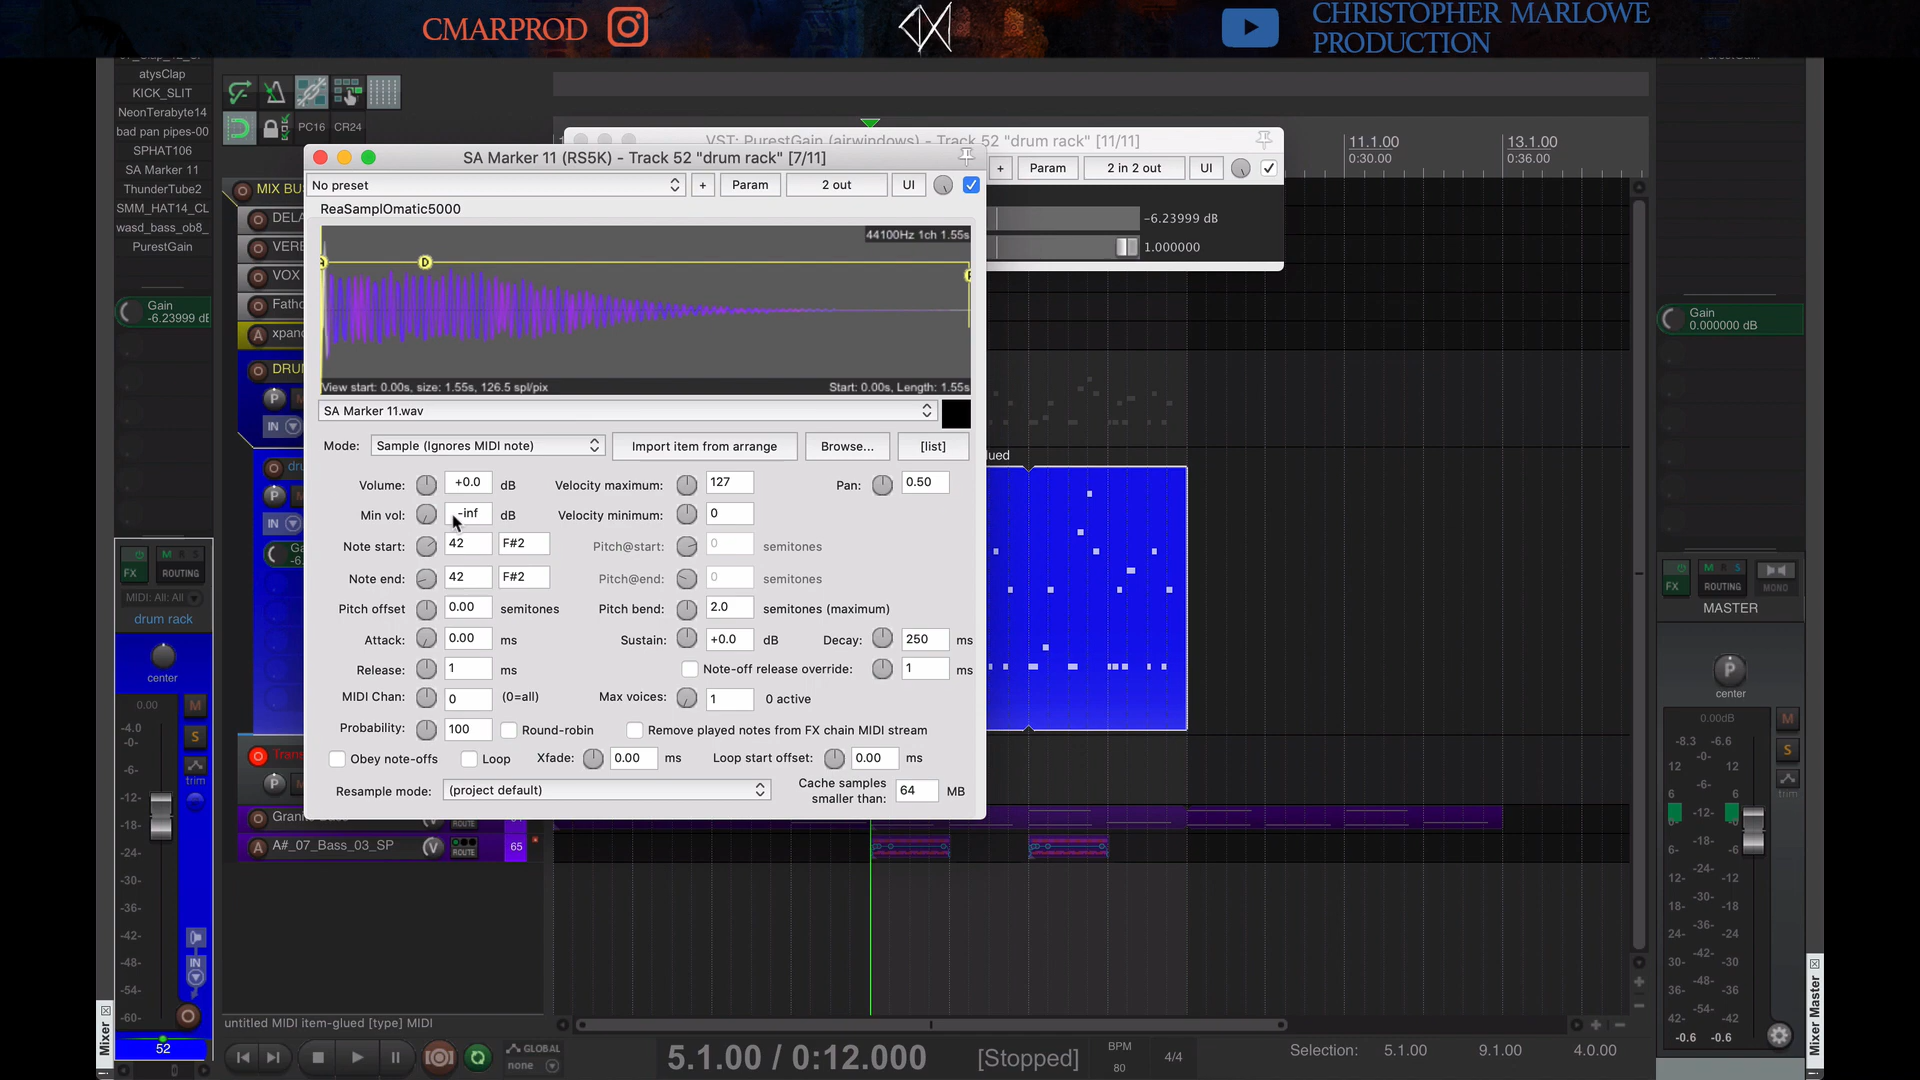 CMARPROD
CHRISTOPHER MARLOWE
PRODUCTION
atysClap
KICK_SLIT
NeonTerabyte14
bad pan pipes-00
SPHAT106
SA Marker 11
ThunderTube2
SMM_HAT14_CL
wasd_bass_ob8_
PurestGain
Gain
-6.23999 dE
PC16 CR24
MIX BU
DELA
VERE
VOX
Fatho
xpand
DRUM
11.1.00
0:30.00
13.1.00
0:36.00
VST: PurestGain (airwindows) - Track 52 "drum rack" [11/11]
+ Param 2 in 2 out UI
-6.23999 dB
1.000000
SA Marker 11 (RS5K) - Track 52 "drum rack" [7/11]
No preset + Param 2 out UI
ReaSamplOmatic5000
44100Hz 1ch 1.55s
D
View start: 0.00s, size: 1.55s, 126.5 spl/pix
Start: 0.00s, Length: 1.55s
SA Marker 11.wav
Mode: Sample (Ignores MIDI note) Import item from arrange Browse... [list]
Volume: +0.0 dB Velocity maximum: 127 Pan: 0.50
Min vol: -inf dB Velocity minimum: 0
Note start: 42 F#2 Pitch@start: 0 semitones
Note end: 42 F#2 Pitch@end: 0 semitones
Pitch offset 0.00 semitones Pitch bend: 2.0 semitones (maximum)
Attack: 0.00 ms Sustain: +0.0 dB Decay: 250 ms
Release: 1 ms Note-off release override: 1 ms
MIDI Chan: 0 (0=all) Max voices: 1 0 active
Probability: 100 Round-robin Remove played notes from FX chain MIDI stream
Obey note-offs Loop Xfade: 0.00 ms Loop start offset: 0.00 ms
Resample mode: (project default) Cache samples smaller than: 64 MB
lued
A#_07_Bass_03_SP
ROUTE
65
FX
M R S
ROUTING
MIDI: All: All
drum rack
center
0.00
-4.0
-0-
-6-
-12-
-18-
-24-
-30-
-36-
-42-
-48-
-54-
-60-
M
S
trim
IN
52
Mixer
untitled MIDI item-glued [type] MIDI
GLOBAL
none
5.1.00 / 0:12.000
[Stopped]
BPM
80
4/4
Selection: 5.1.00 9.1.00 4.0.00
Gain
0.000000 dB
FX
M R S
ROUTING
MONO
MASTER
P
center
0.00dB
-8.3 -6.6
M
S
trim
-0.6 -0.6
Mixer Master